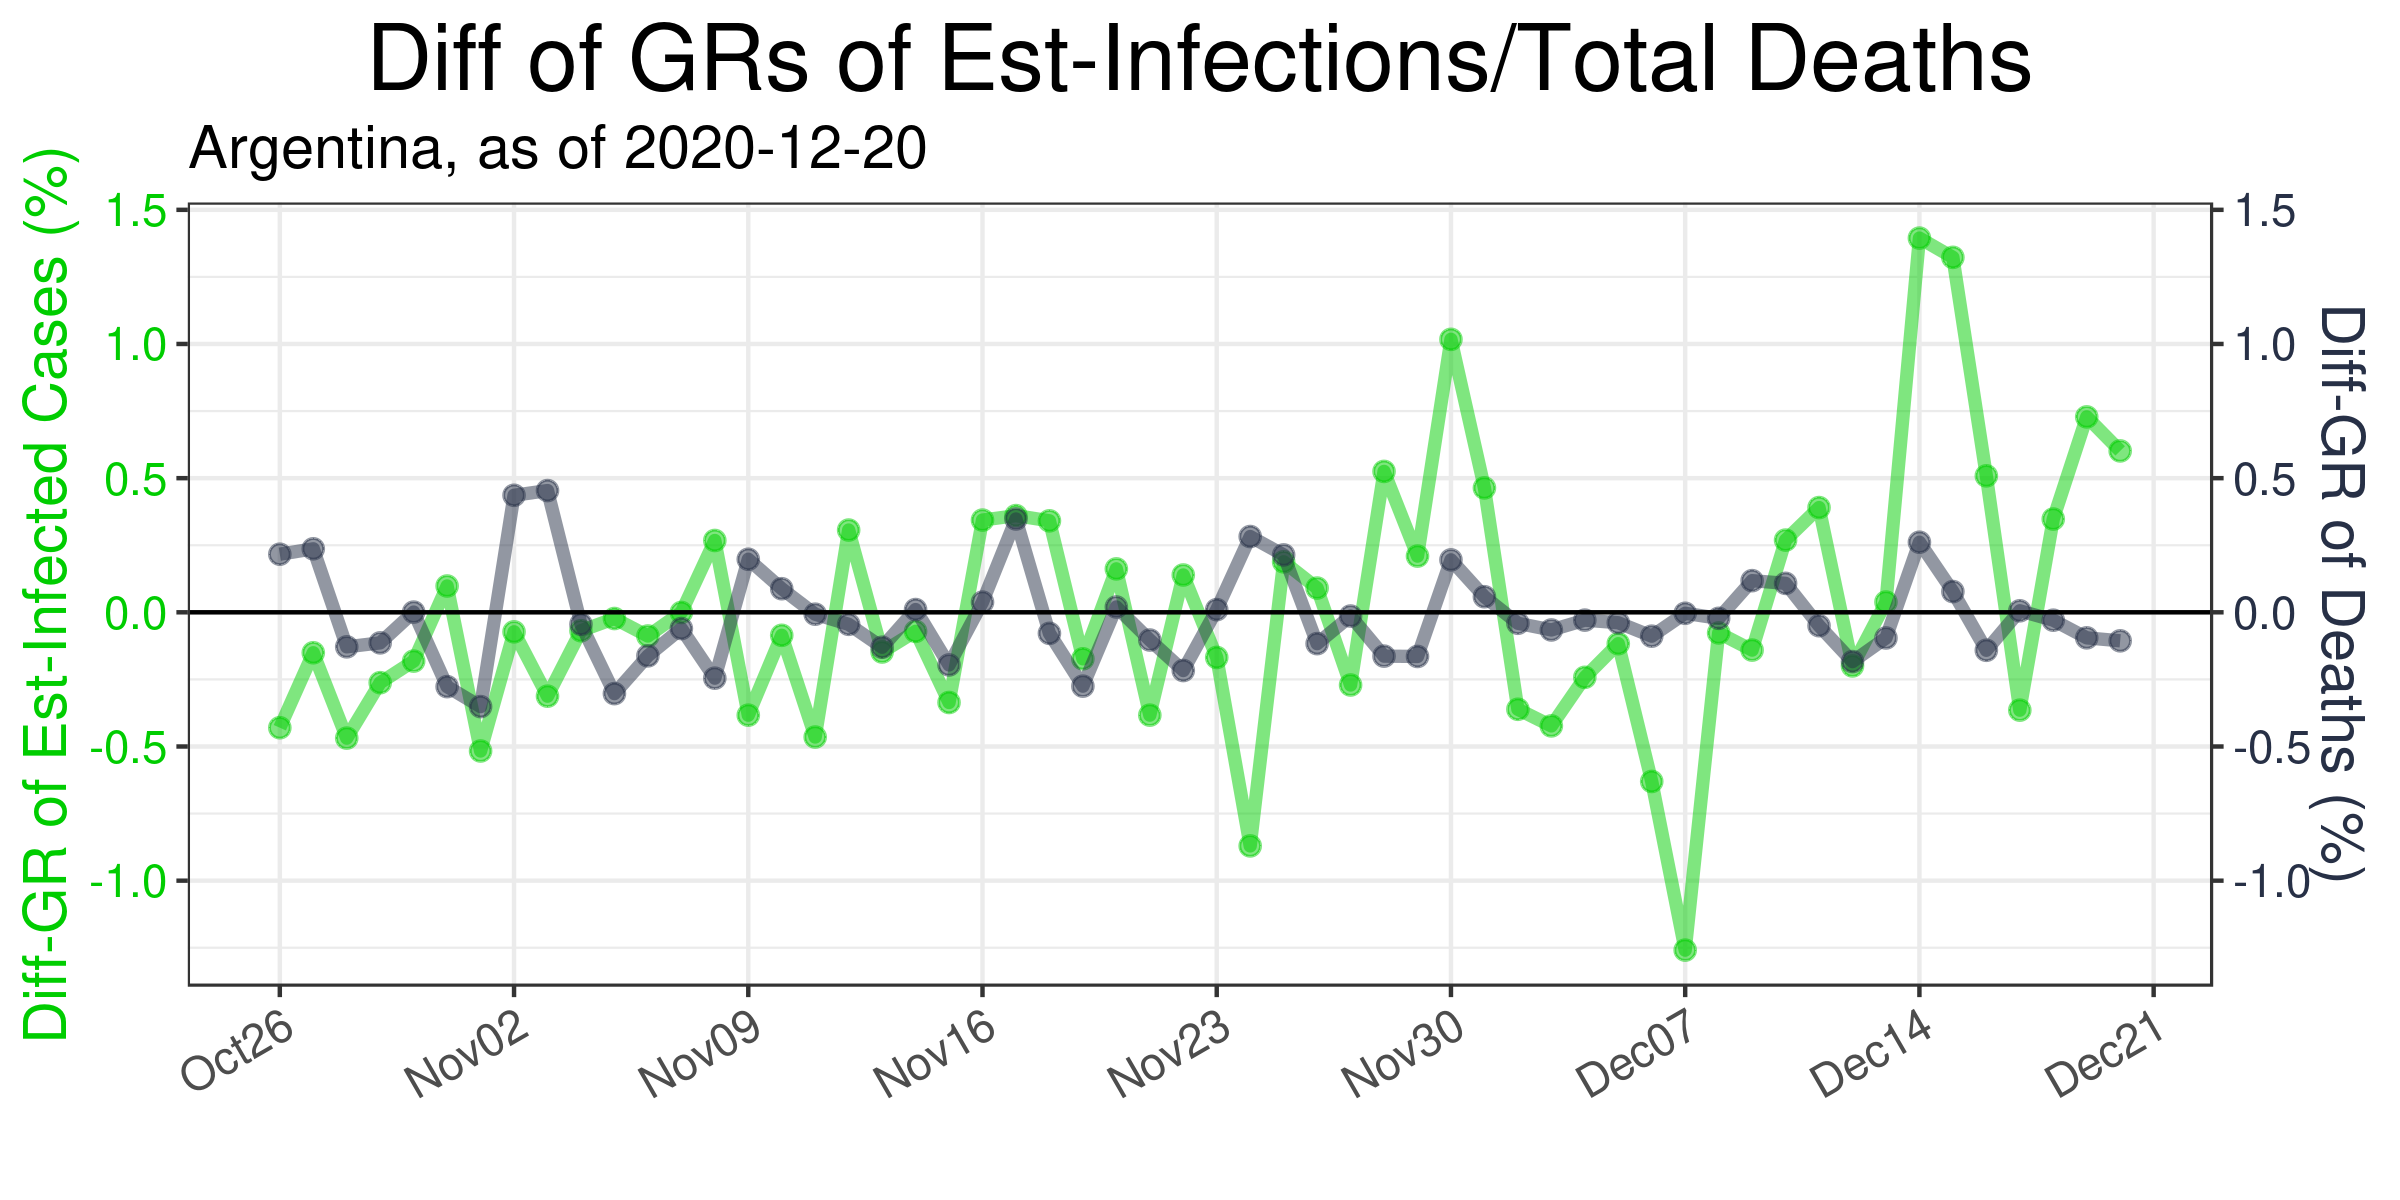 Diff of GRs of Est-Infections/Total Deaths
Argentina, as of 2020-12-20
Diff-GR of Est-Infected Cases (%)
1.5
1.0
0.5
0.0
-0.5
-1.0
1.5
1.0
0.5
0.0
-0.5
-1.0
Diff-GR of Deaths (%)
Oct26
Nov02
Nov09
Nov16
Nov23
Nov30
Dec07
Dec14
Dec21